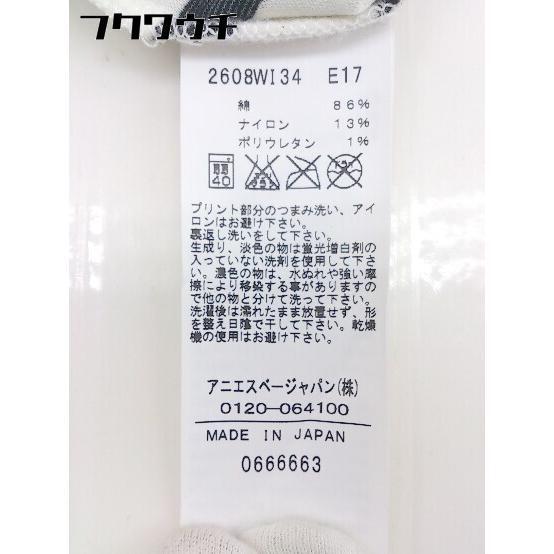 フクワウチ
2608WI34 E17
綿 86%
ナイロン 13%
ポリウレタン 1%
40
プリント部分のつまみ洗い、アイ
ロンはお避け下さい。
裏返し洗いをして下さい。
生成り、淡色の物は蛍光増白剤の
入っていない洗剤を使用して下さ
い。濃色の物は、水ぬれや強い摩
擦により移染する事がありますの
で他の物と分けて洗って下さい。
洗濯後は濡れたまま放置せず、形
を整え日陰で干して下さい。乾燥
機の使用はお避け下さい。
アニエスベージャパン(株)
0120-064100
MADE IN JAPAN
0666663